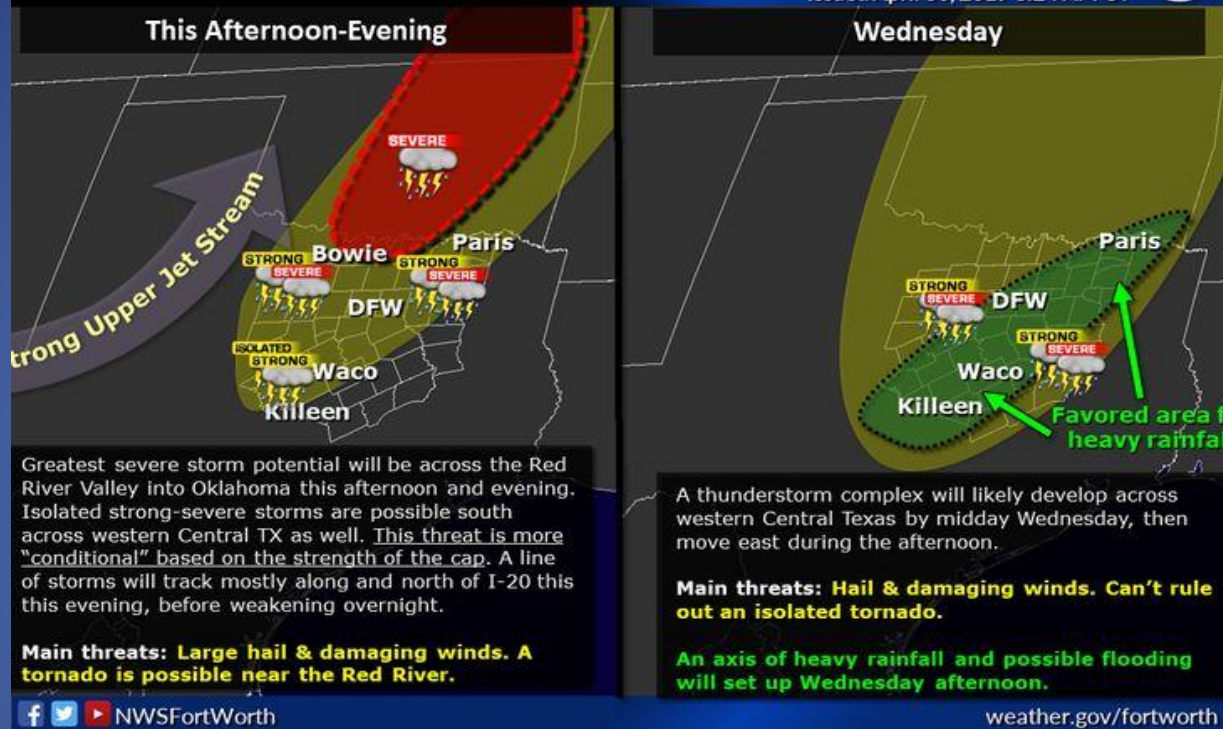 This Afternoon-Evening
SEVERE
Strong Upper Jet Stream
Bowie
Paris
STRONG
SEVERE
STRONG
SEVERE
DFW
ISOLATED
STRONG
Waco
Killeen
Greatest severe storm potential will be across the Red
River Valley into Oklahoma this afternoon and evening.
Isolated strong-severe storms are possible south
across western Central TX as well. This threat is more
"conditional" based on the strength of the cap. A line
of storms will track mostly along and north of I-20 this
this evening, before weakening overnight.
Main threats: Large hail & damaging winds. A
tornado is possible near the Red River.
Wednesday
Paris
STRONG
SEVERE
DFW
STRONG
SEVERE
Waco
Killeen
Favored area
heavy
A thunderstorm complex will likely develop across
western Central Texas by midday Wednesday, then
move east during the afternoon.
Main threats: Hail & damaging winds. Can't rule
out an isolated tornado.
An axis of heavy rainfall and possible flooding
will set up Wednesday afternoon.
NWSFortWorth
weather.gov/fortworth